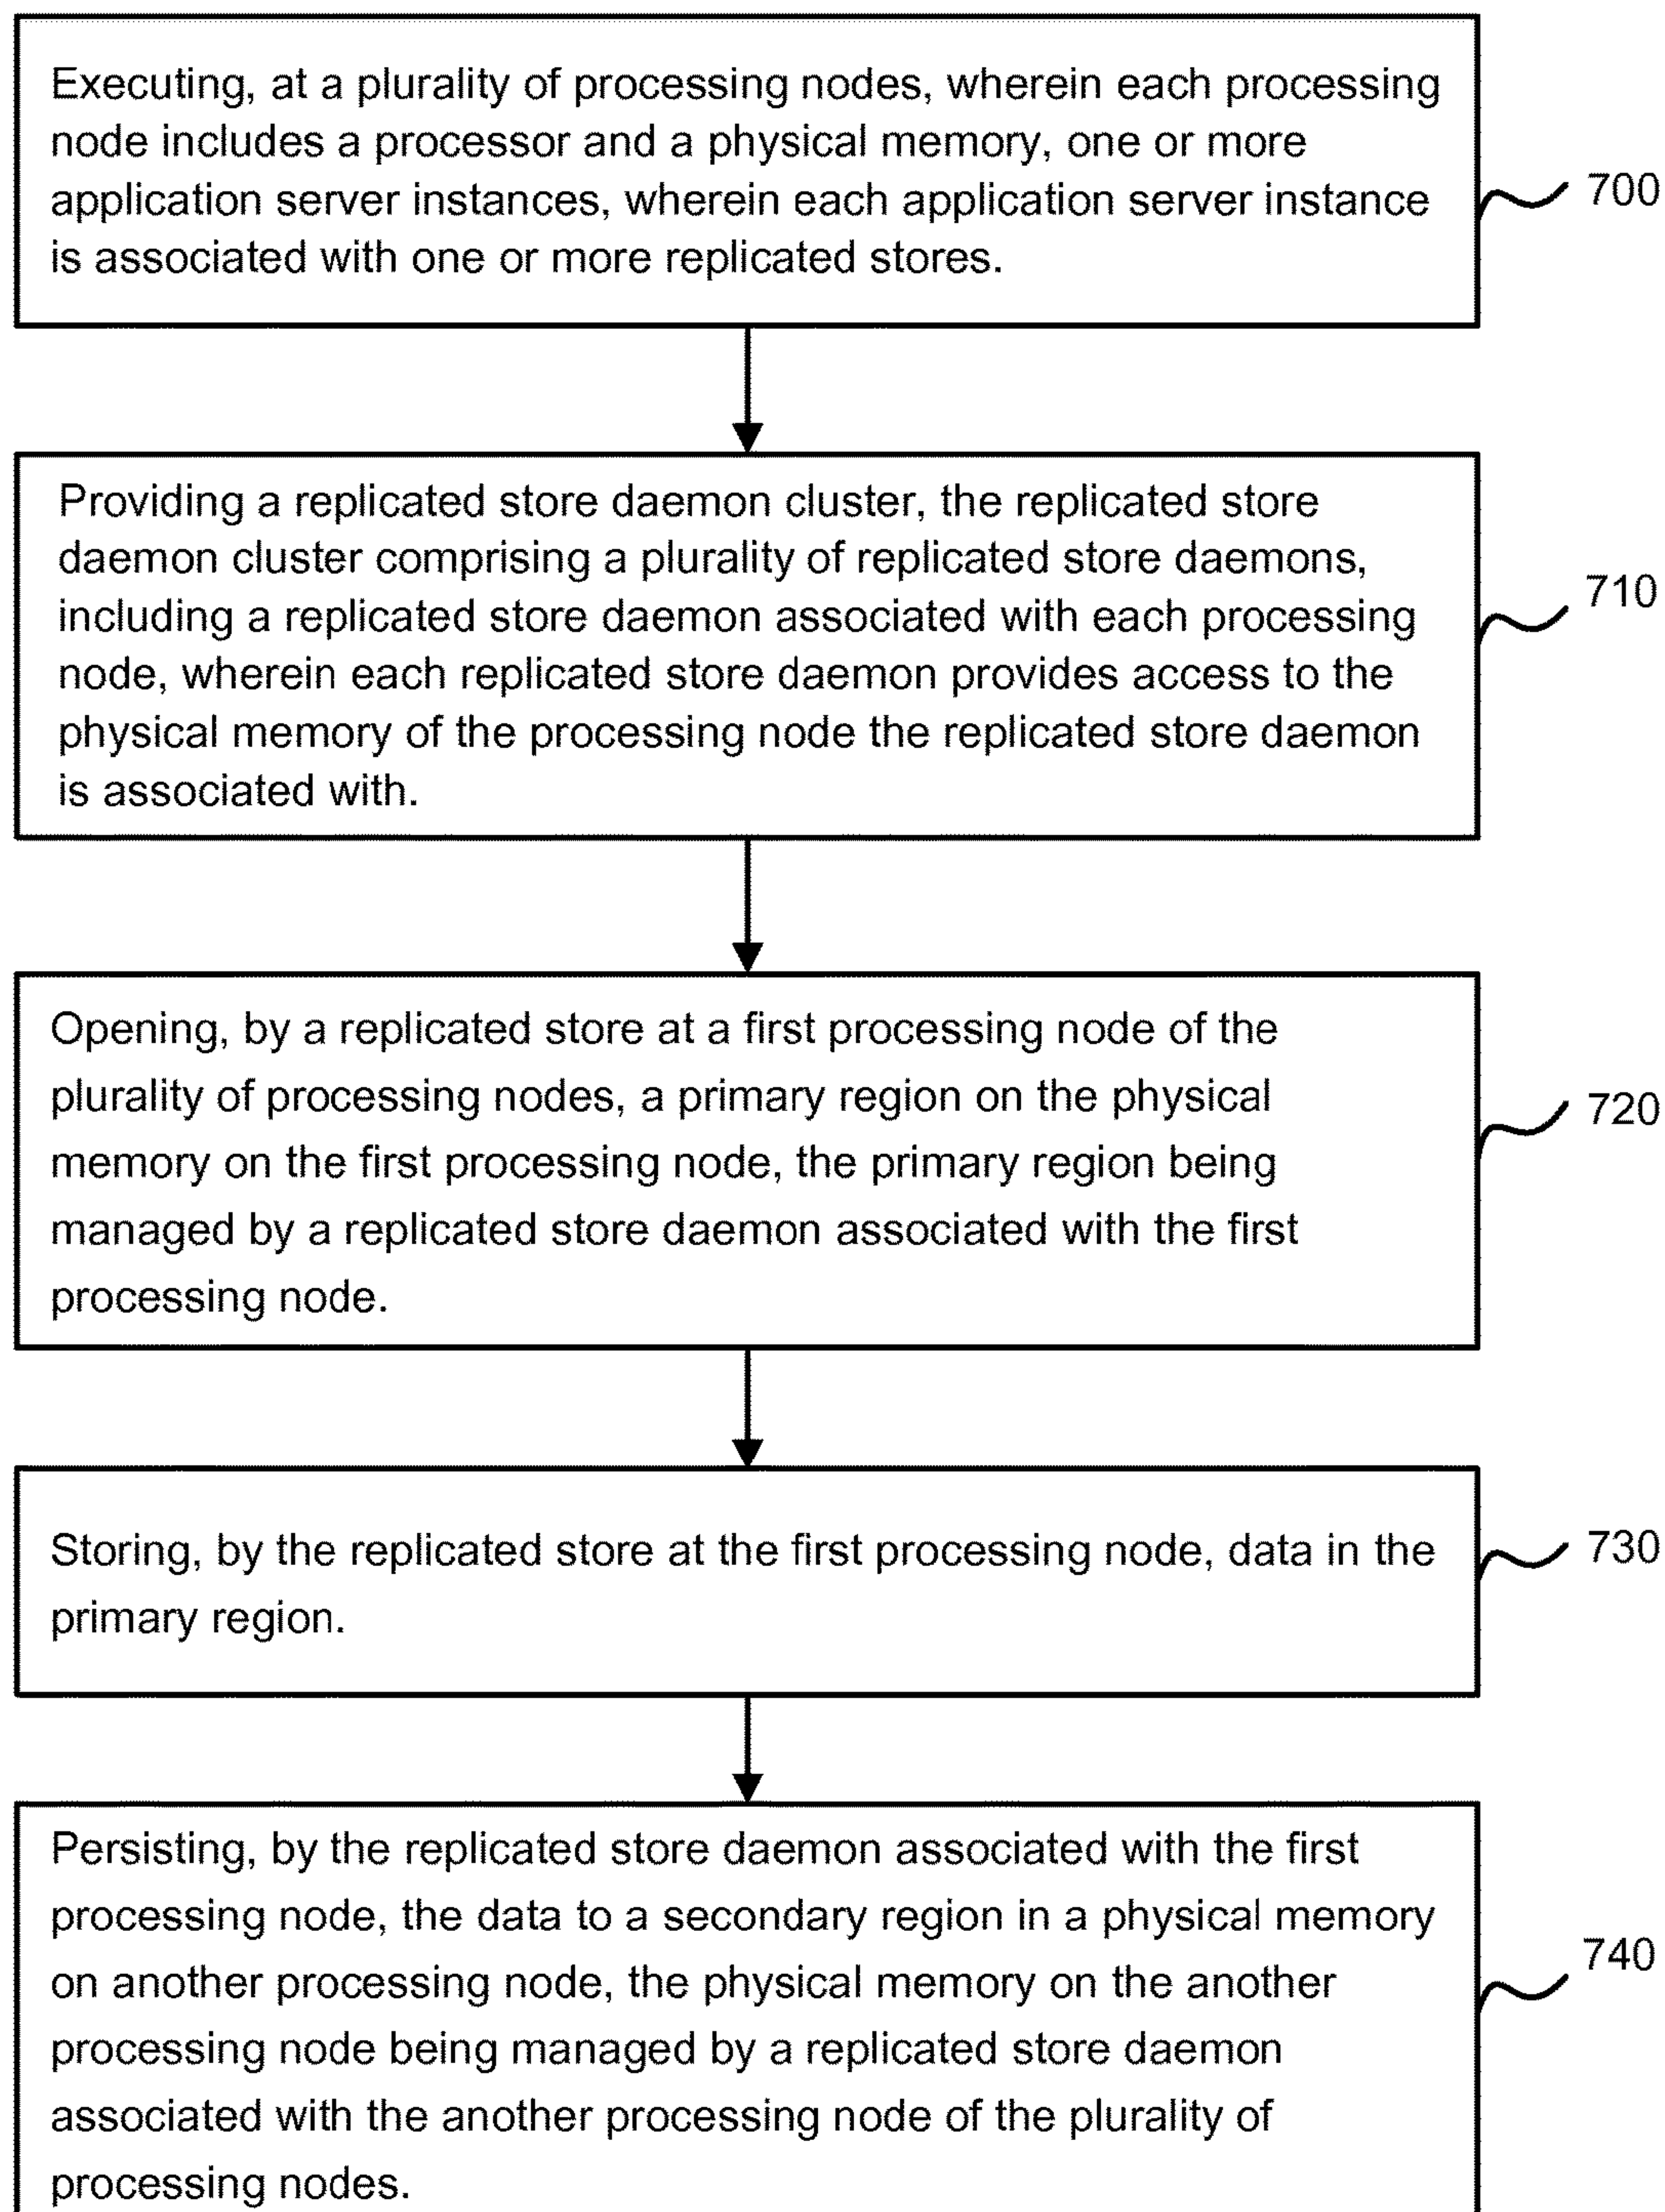 Executing, at a plurality of processing nodes, wherein each processing
node includes a processor and a physical memory, one or more
application server instances, wherein each application server instance
is associated with one or more replicated stores.
700
Providing a replicated store daemon cluster, the replicated store
daemon cluster comprising a plurality of replicated store daemons,
including a replicated store daemon associated with each processing
node, wherein each replicated store daemon provides access to the
physical memory of the processing node the replicated store daemon
is associated with.
710
Opening, by a replicated store at a first processing node of the
plurality of processing nodes, a primary region on the physical
memory on the first processing node, the primary region being
managed by a replicated store daemon associated with the first
processing node.
720
Storing, by the replicated store at the first processing node, data in the
primary region.
730
Persisting, by the replicated store daemon associated with the first
processing node, the data to a secondary region in a physical memory
on another processing node, the physical memory on the another
processing node being managed by a replicated store daemon
associated with the another processing node of the plurality of
processing nodes.
740